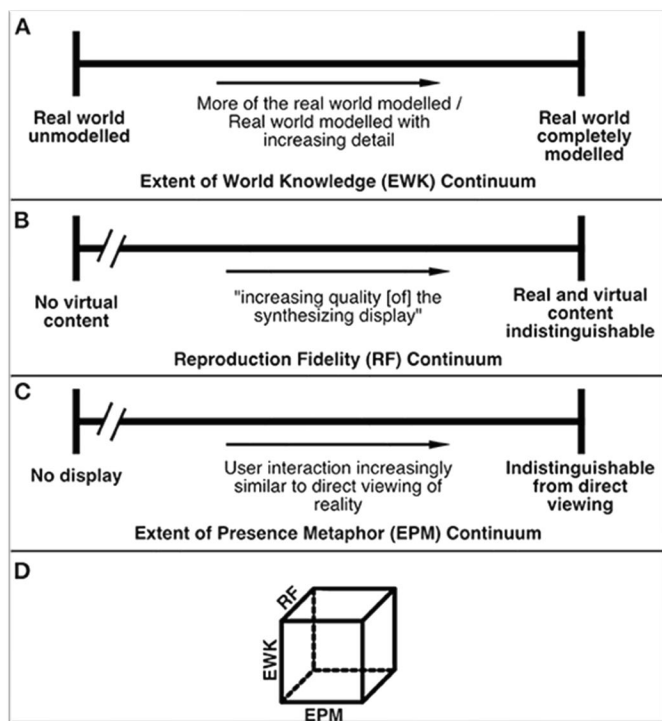 A
Real world
unmodelled
More of the real world modelled /
Real world modelled with
increasing detail
Real world
completely
modelled
Extent of World Knowledge (EWK) Continuum
B
No virtual
content
"increasing quality [of] the
synthesizing display"
Real and virtual
content
indistinguishable
Reproduction Fidelity (RF) Continuum
C
No display
User interaction increasingly
similar to direct viewing of
reality
Indistinguishable
from direct
viewing
Extent of Presence Metaphor (EPM) Continuum
D
RF
EWK
EPM